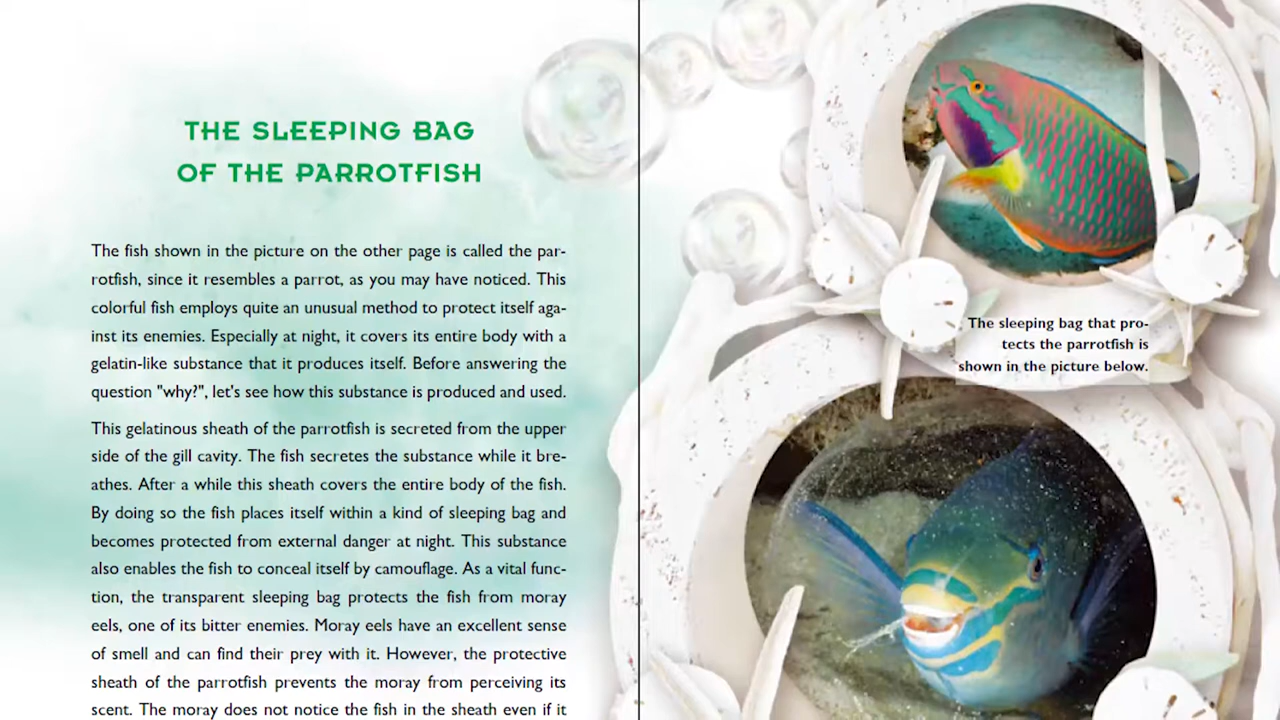 THE SLEEPING BAG
OF THE PARROTFISH
The fish shown in the picture on the other page is called the par-
rotfish, since it resembles a parrot, as you may have noticed. This
colorful fish employs quite an unusual method to protect itself aga-
inst its enemies. Especially at night, it covers its entire body with a
gelatin-like substance that it produces itself. Before answering the
question "why?", let's see how this substance is produced and used.
This gelatinous sheath of the parrotfish is secreted from the upper
side of the gill cavity. The fish secretes the substance while it bre-
athes. After a while this sheath covers the entire body of the fish.
By doing so the fish places itself within a kind of sleeping bag and
becomes protected from external danger at night. This substance
also enables the fish to conceal itself by camouflage. As a vital func-
tion, the transparent sleeping bag protects the fish from moray
eels, one of its bitter enemies. Moray eels have an excellent sense
of smell and can find their prey with it. However, the protective
sheath of the parrotfish prevents the moray from perceiving its
scent. The moray does not notice the fish in the sheath even if it
The sleeping bag that pro-
tects the parrotfish is
shown in the picture below.